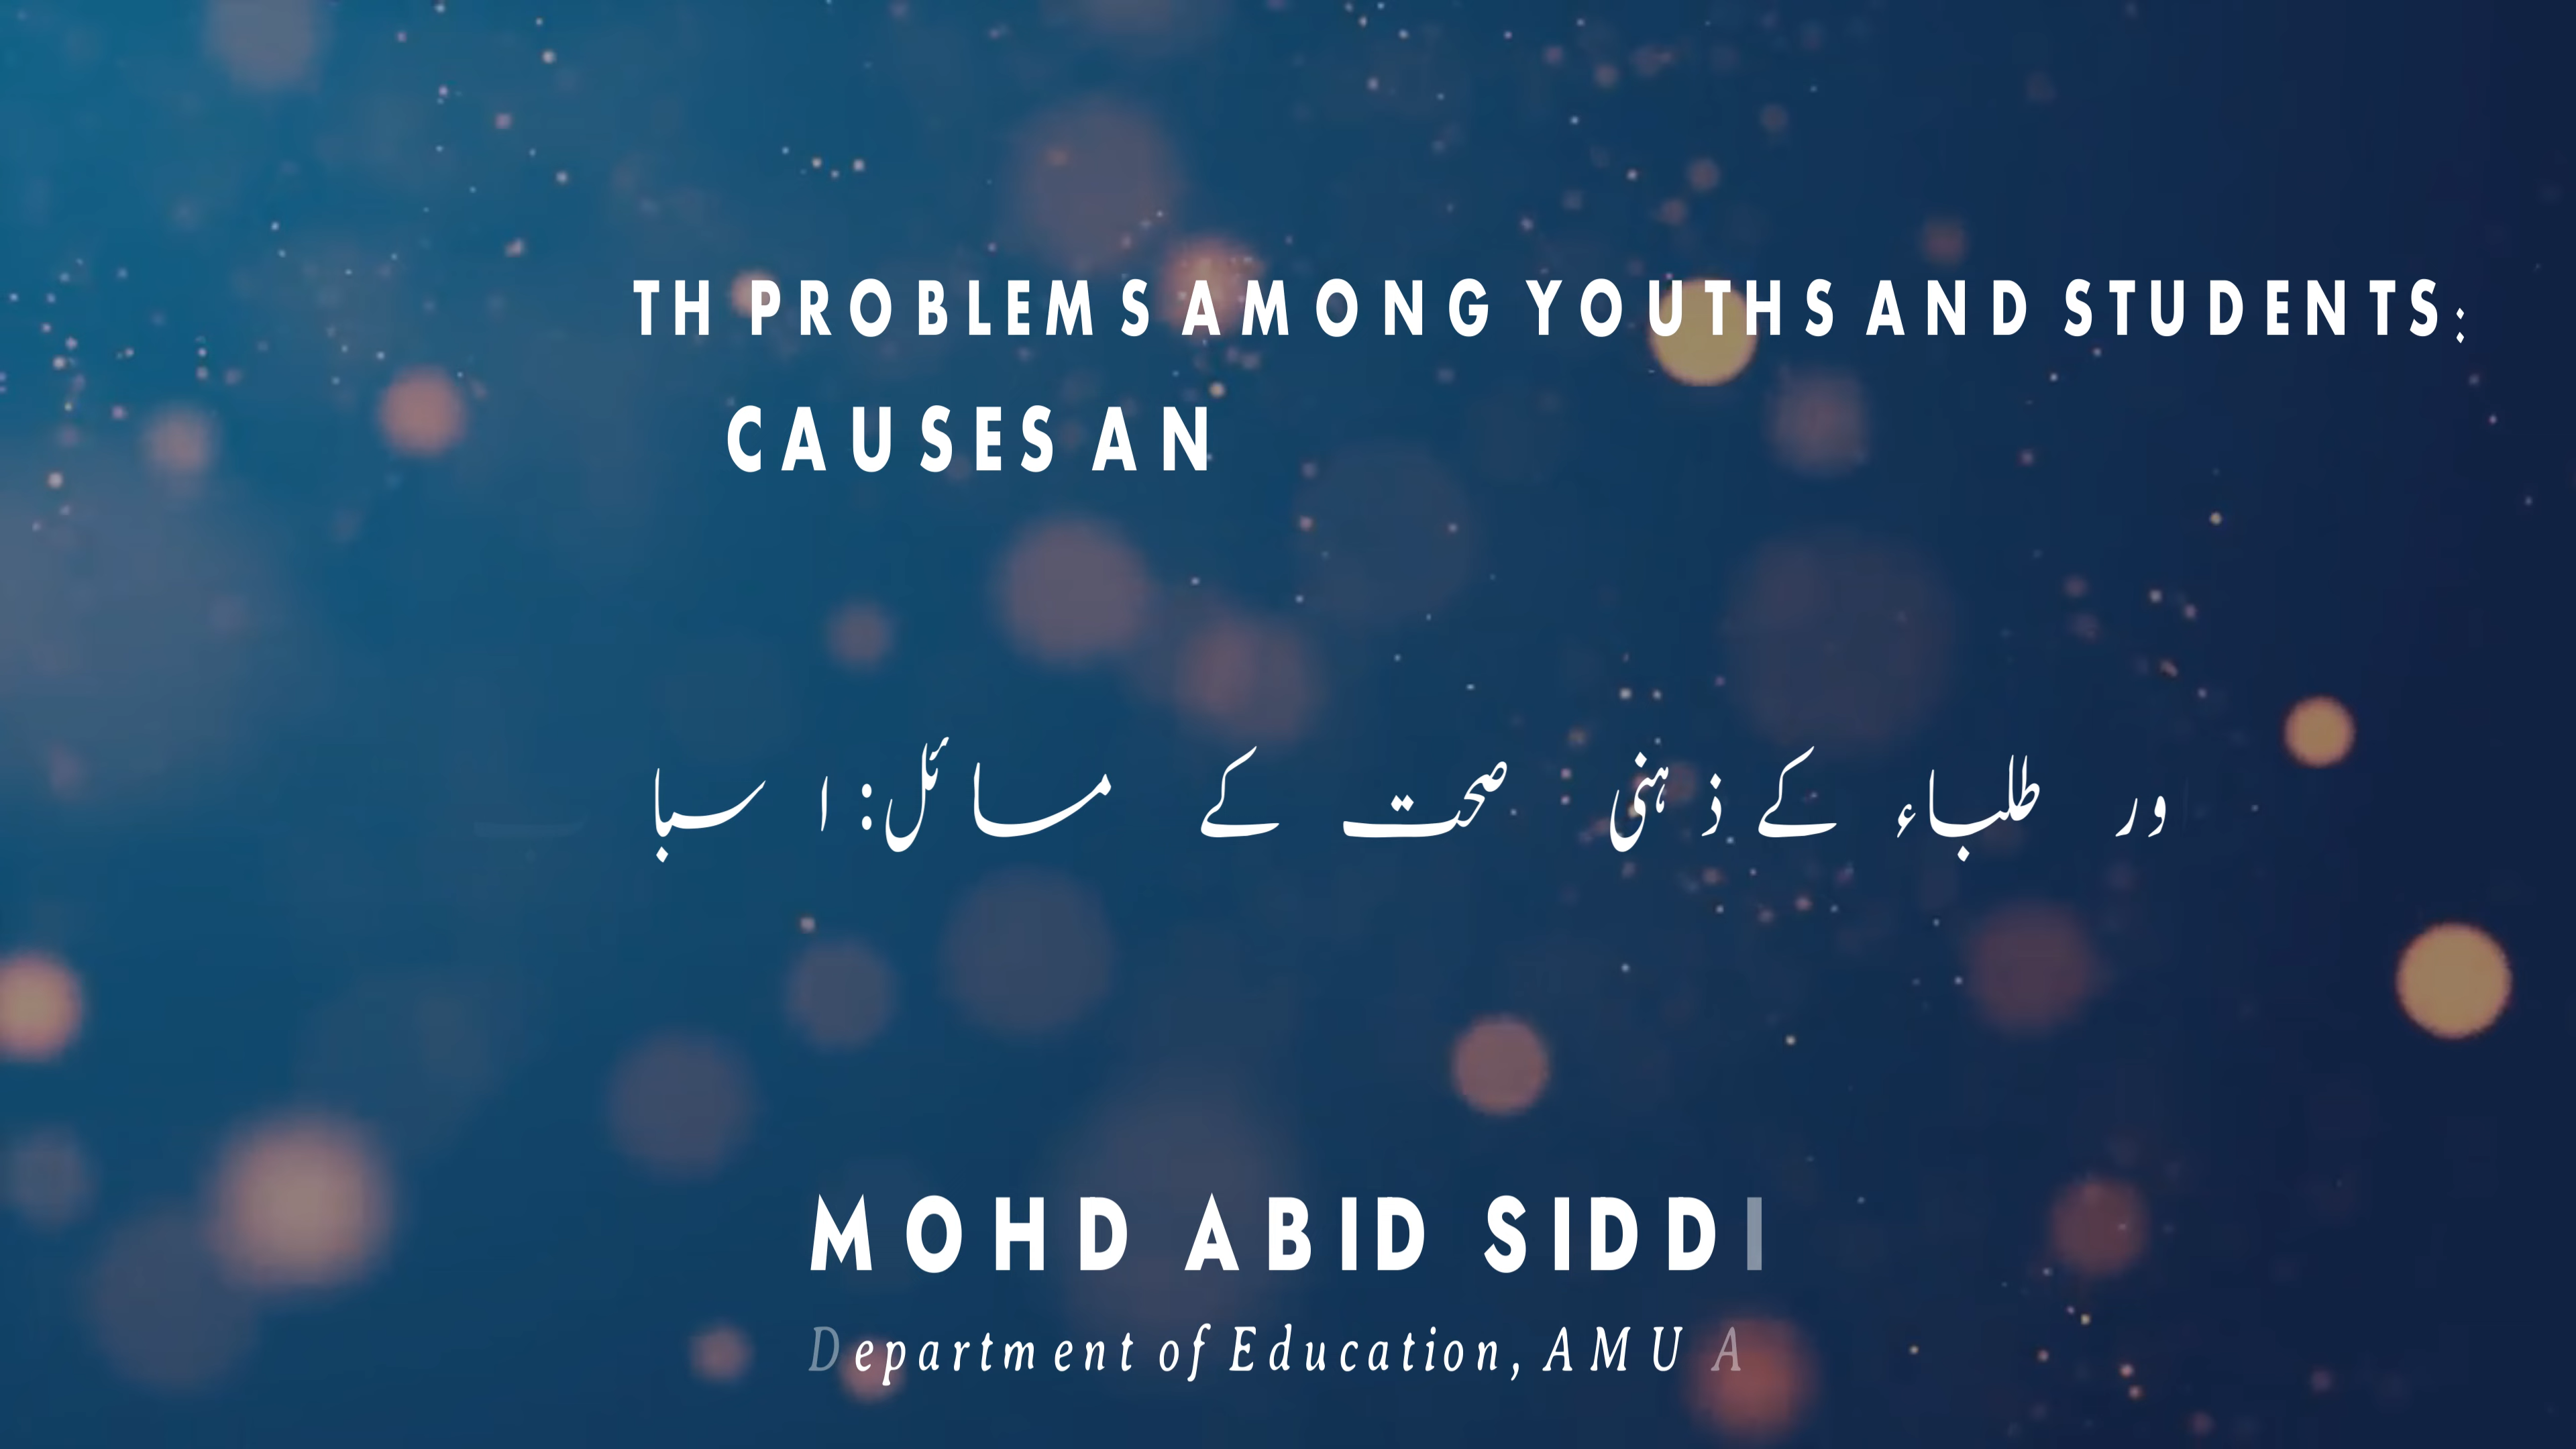 TH PROBLEMS AMONG YOUTHS AND STUDENTS:
CAUSES AN
ور طلباء کے ذہنی صحت کے مسائل: اسبا
MOHD ABID SIDDI
Department of Education, AMU A